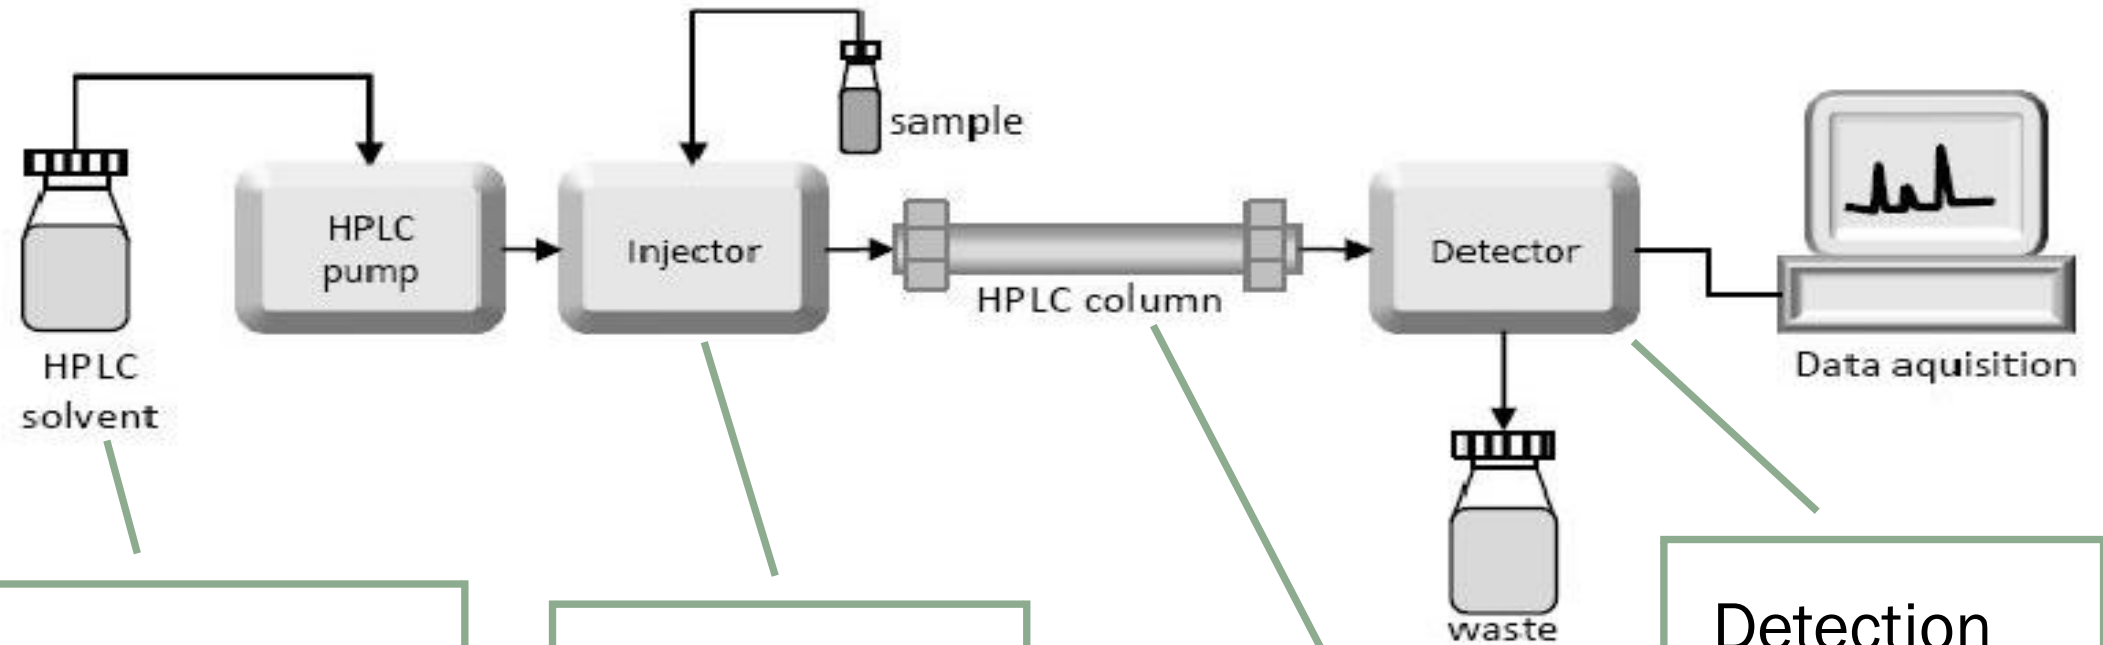 sample
HPLC
pump
Injector
HPLC column
Detector
HPLC
solvent
Data aquisition
waste
Detection